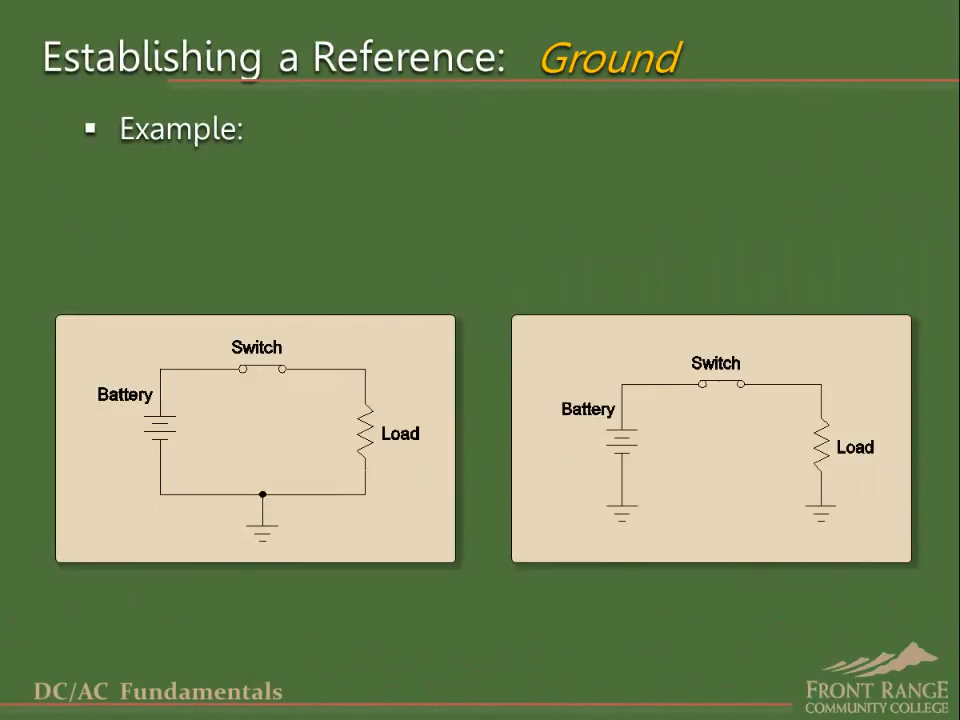 Establishing a Reference: Ground
▪ Example:
Switch
Battery
Load
Switch
Battery
Load
DC/AC Fundamentals
FRONT RANGE
COMMUNITY COLLEGE